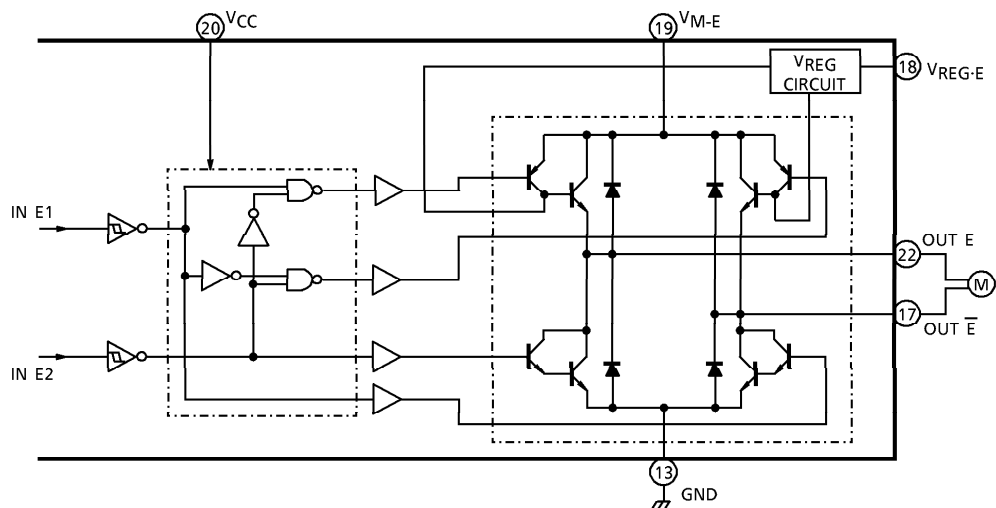 20 VCC
19 VM-E
VREG
CIRCUIT
18 VREG·E
IN E1
OUT E
22
M
17
OUT E̅
IN E2
13
GND